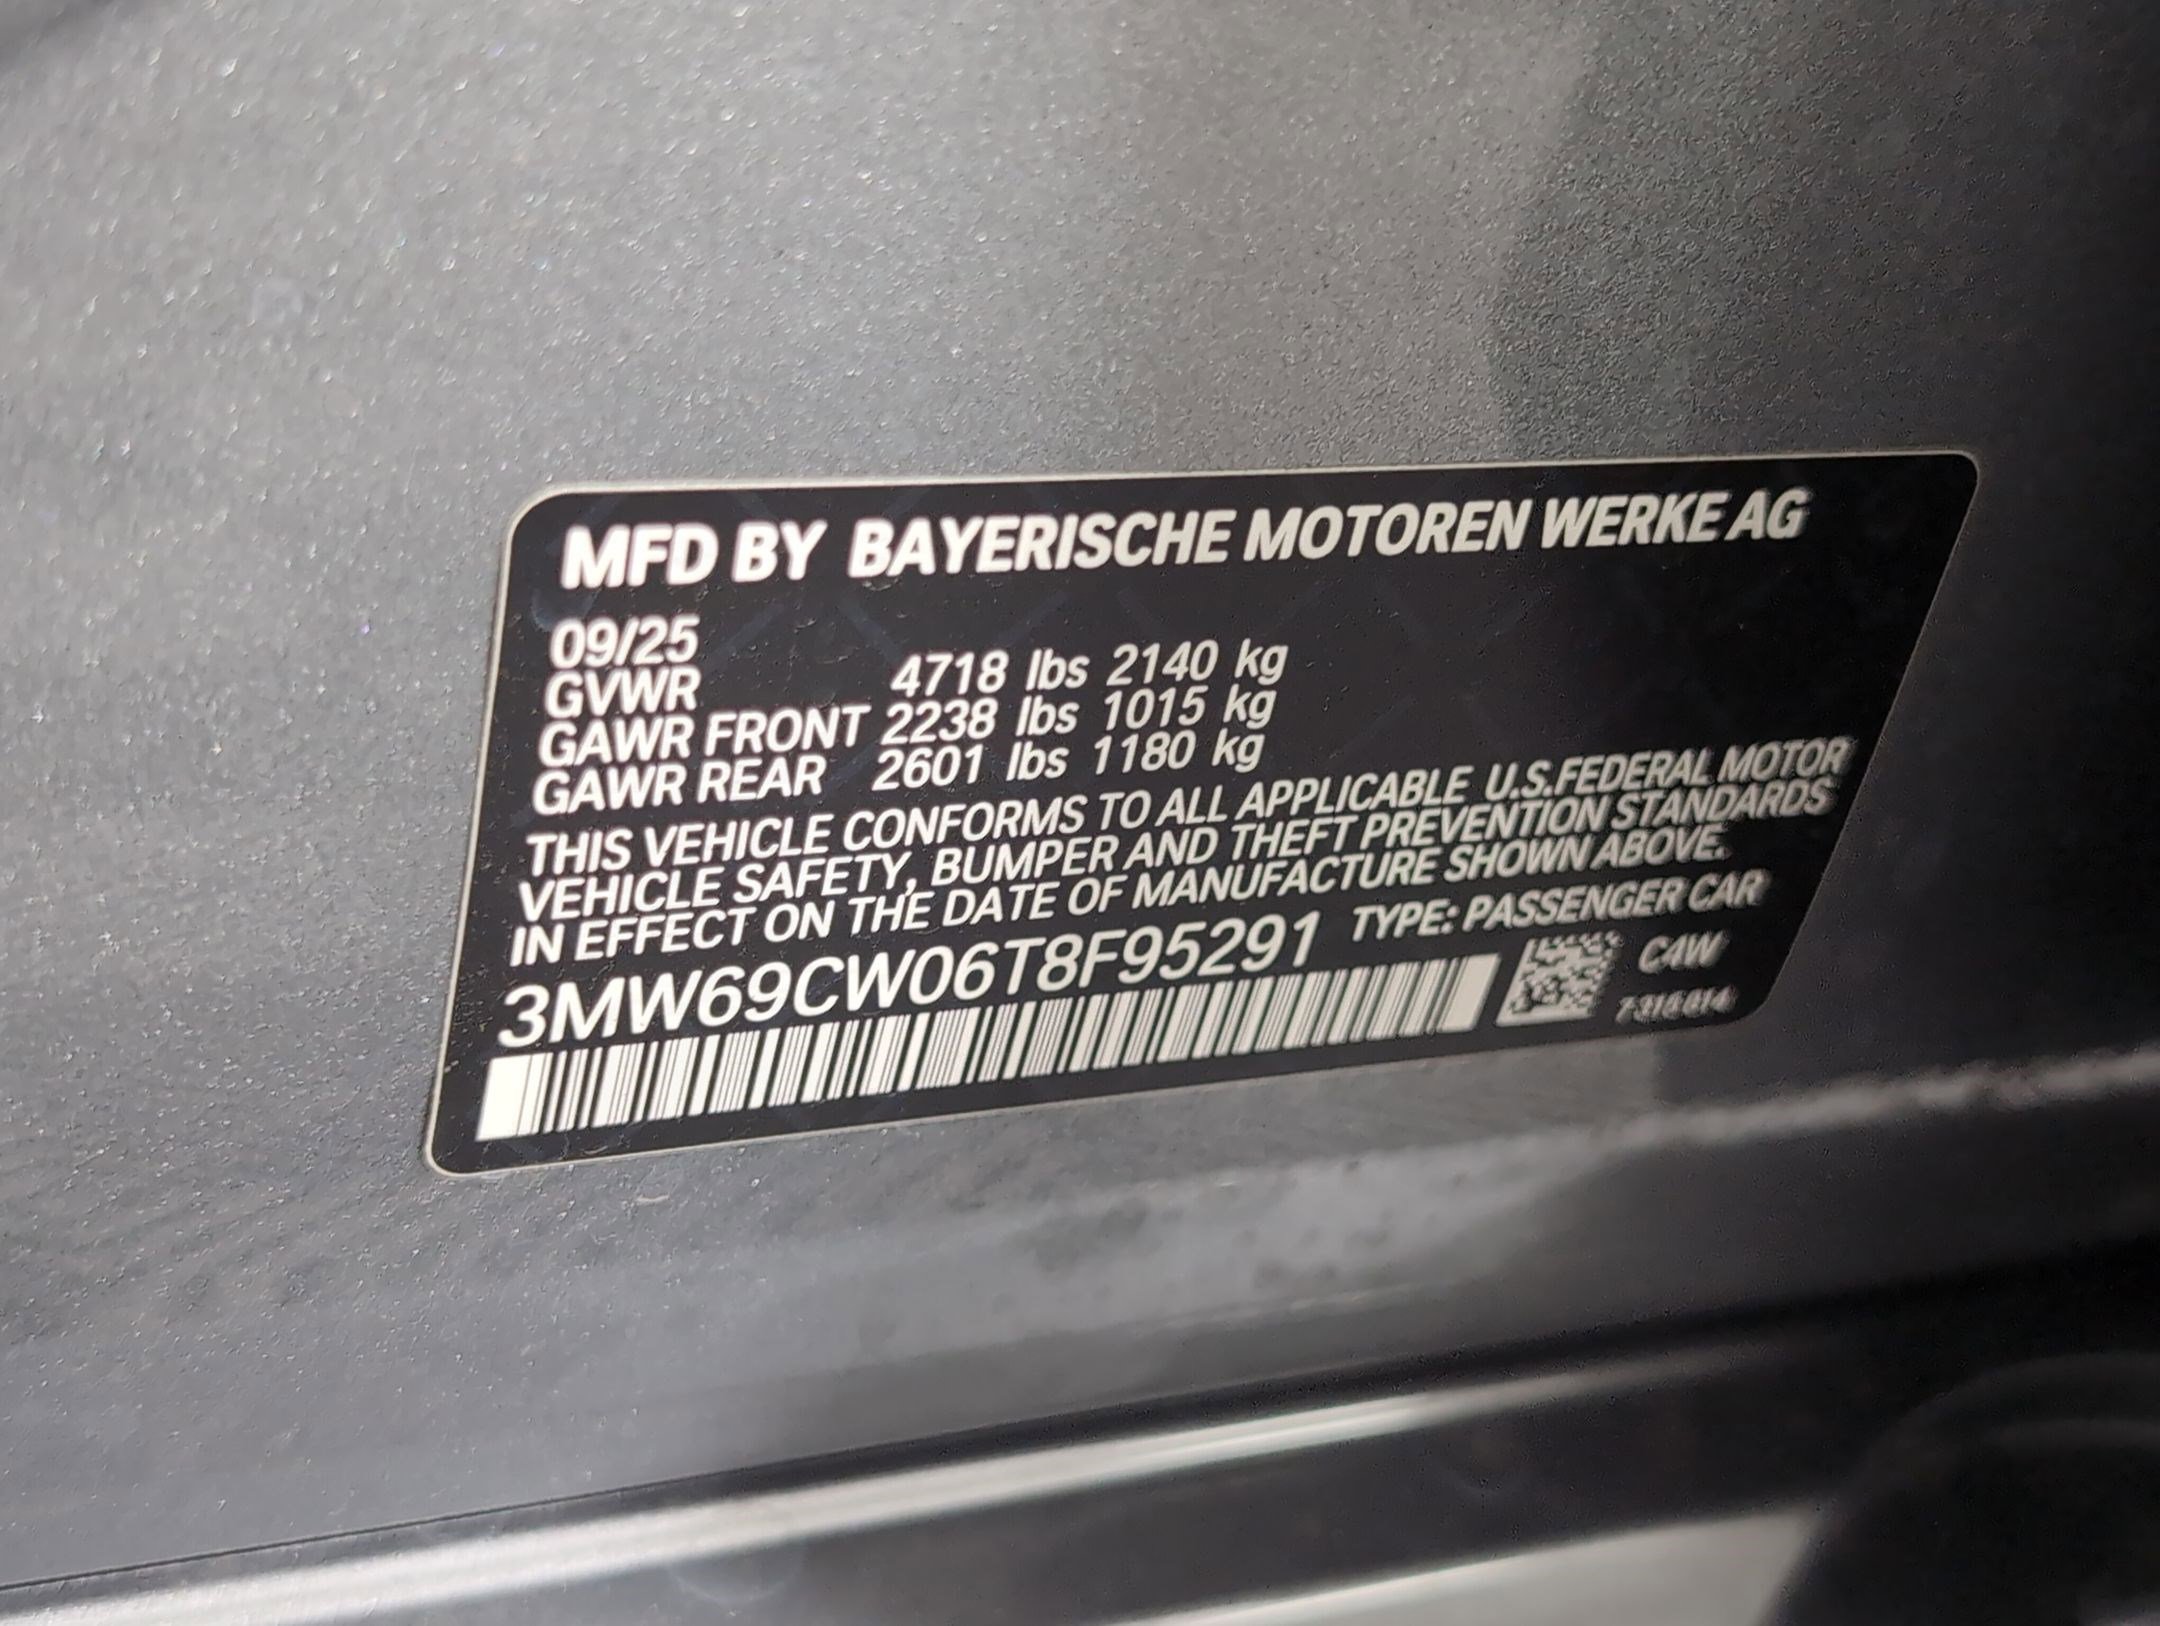 MFD BY BAYERISCHE MOTOREN WERKE AG
09/25
GVWR 4718 lbs 2140 kg
GAWR FRONT 2238 lbs 1015 kg
GAWR REAR 2601 lbs 1180 kg
THIS VEHICLE CONFORMS TO ALL APPLICABLE U.S.FEDERAL MOTOR
VEHICLE SAFETY, BUMPER AND THEFT PREVENTION STANDARDS
IN EFFECT ON THE DATE OF MANUFACTURE SHOWN ABOVE.
3MW69CW06T8F95291 TYPE: PASSENGER CAR
C4W